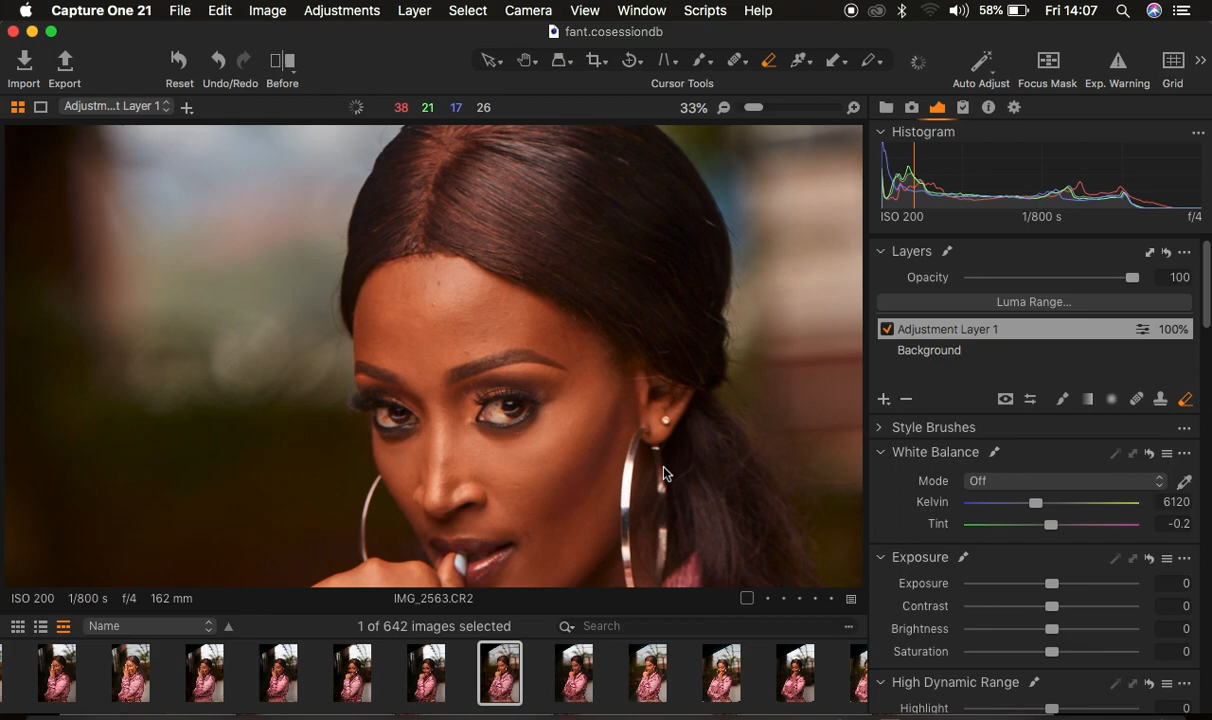 Capture One 21 File Edit Image Adjustments Layer Select Camera View Window Scripts Help 58% Fri 14:07
fant.cosessiondb
Import Export Reset Undo/Redo Before Cursor Tools Auto Adjust Focus Mask Exp. Warning Grid
Adjustm...t Layer 1 38 21 17 26 33%
Histogram
ISO 200 1/800 s f/4
Layers
Opacity 100
Luma Range...
Adjustment Layer 1 100%
Background
Style Brushes
White Balance
Mode Off
Kelvin 6120
Tint -0.2
Exposure
Exposure 0
Contrast 0
Brightness 0
Saturation 0
High Dynamic Range
Highlight 0
ISO 200 1/800 s f/4 162 mm IMG_2563.CR2
Name 1 of 642 images selected Search